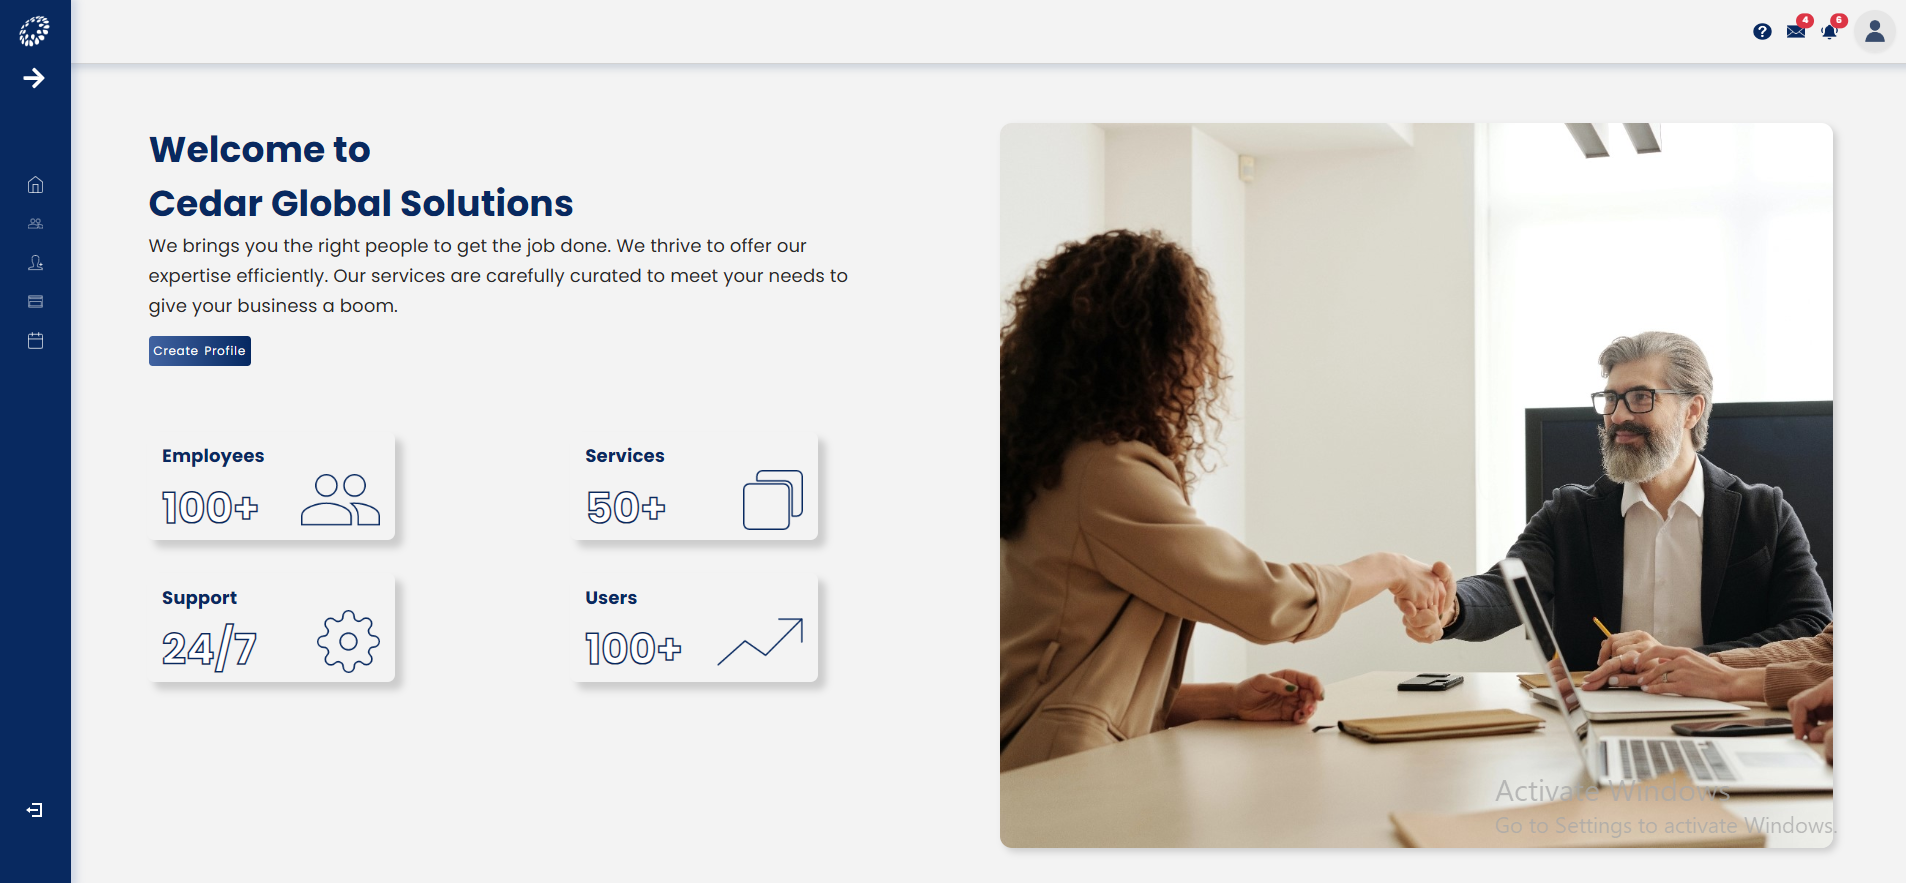 4
6
Welcome to
Cedar Global Solutions
We brings you the right people to get the job done. We thrive to offer our
expertise efficiently. Our services are carefully curated to meet your needs to
give your business a boom.
Create Profile
Employees
100+
Services
50+
Support
24/7
Users
100+
Activate Windows
Go to Settings to activate Windows.